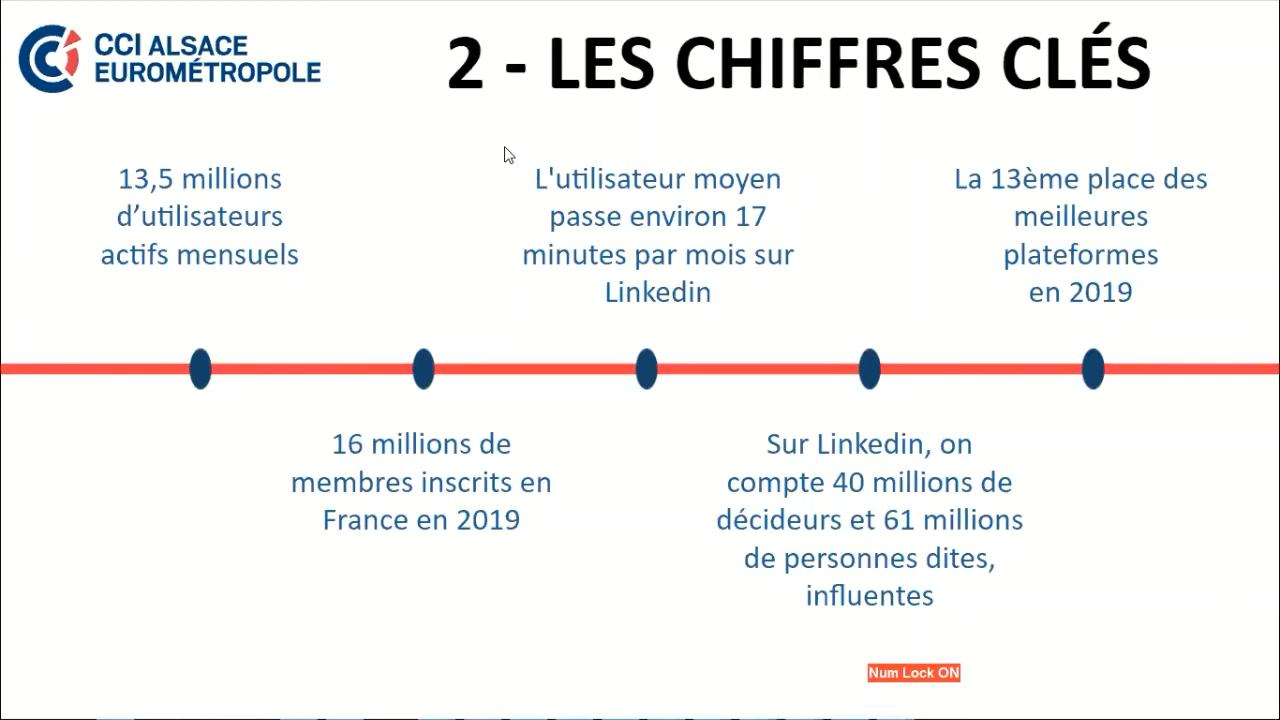 CCI ALSACE
EUROMÉTROPOLE
2 - LES CHIFFRES CLÉS
13,5 millions
d’utilisateurs
actifs mensuels
L'utilisateur moyen
passe environ 17
minutes par mois sur
Linkedin
La 13ème place des
meilleures
plateformes
en 2019
16 millions de
membres inscrits en
France en 2019
Sur Linkedin, on
compte 40 millions de
décideurs et 61 millions
de personnes dites,
influentes
Num Lock ON